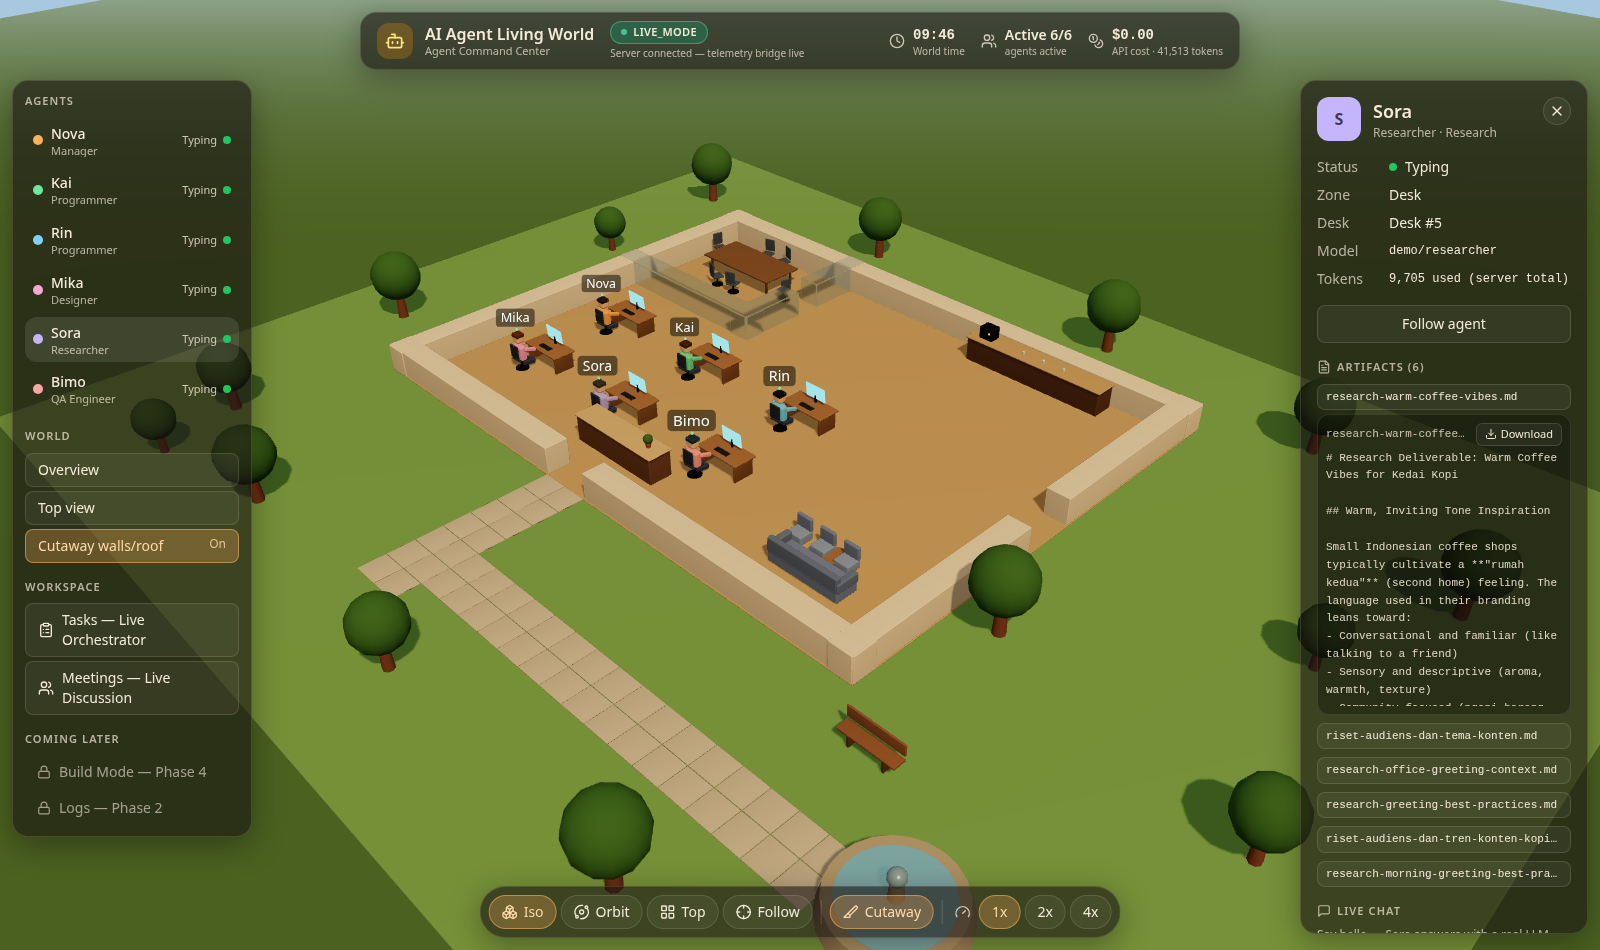 AI Agent Living World
Agent Command Center
LIVE_MODE
Server connected — telemetry bridge live
09:46
World time
Active 6/6
agents active
$0.00
API cost · 41,513 tokens
AGENTS
Nova
Manager
Typing
Kai
Programmer
Typing
Rin
Programmer
Typing
Mika
Designer
Typing
Sora
Researcher
Typing
Bimo
QA Engineer
Typing
WORLD
Overview
Top view
Cutaway walls/roof On
WORKSPACE
Tasks — Live
Orchestrator
Meetings — Live
Discussion
COMING LATER
Build Mode — Phase 4
Logs — Phase 2
Nova
Mika
Kai
Sora
Rin
Bimo
Iso
Orbit
Top
Follow
Cutaway
1x
2x
4x
S
Sora
Researcher · Research
Status Typing
Zone Desk
Desk Desk #5
Model demo/researcher
Tokens 9,705 used (server total)
Follow agent
ARTIFACTS (6)
research-warm-coffee-vibes.md
research-warm-coffee…
Download
# Research Deliverable: Warm Coffee
Vibes for Kedai Kopi
## Warm, Inviting Tone Inspiration
Small Indonesian coffee shops
typically cultivate a **"rumah
kedua"** (second home) feeling. The
language used in their branding
leans toward:
- Conversational and familiar (like
talking to a friend)
- Sensory and descriptive (aroma,
warmth, texture)
riset-audiens-dan-tema-konten.md
research-office-greeting-context.md
research-greeting-best-practices.md
riset-audiens-dan-tren-konten-kopi…
research-morning-greeting-best-pra…
LIVE CHAT